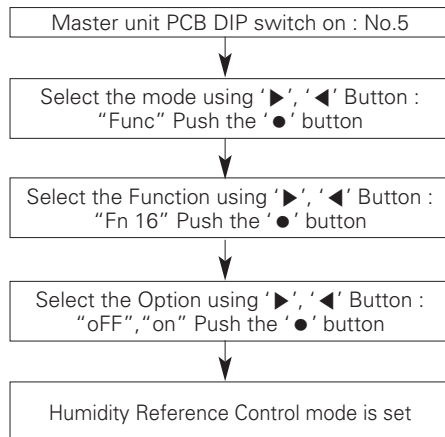 Master unit PCB DIP switch on : No.5
Select the mode using ‘▶’, ‘◀’ Button :
“Func” Push the ‘●’ button
Select the Function using ‘▶’, ‘◀’ Button :
“Fn 16” Push the ‘●’ button
Select the Option using ‘▶’, ‘◀’ Button :
“oFF”,“on” Push the ‘●’ button
Humidity Reference Control mode is set